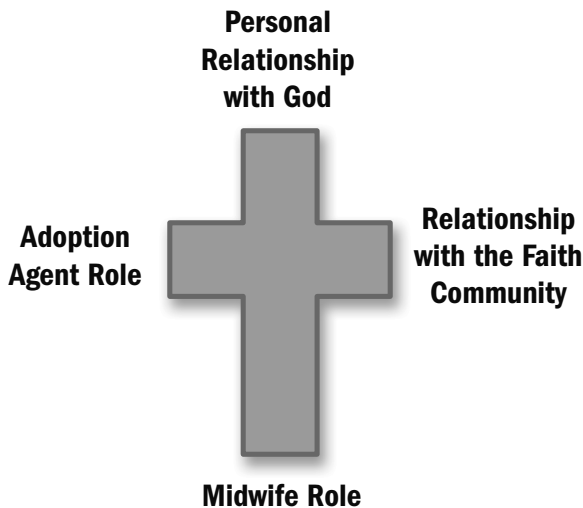 Personal
Relationship
with God
Adoption
Agent Role
Relationship
with the Faith
Community
Midwife Role